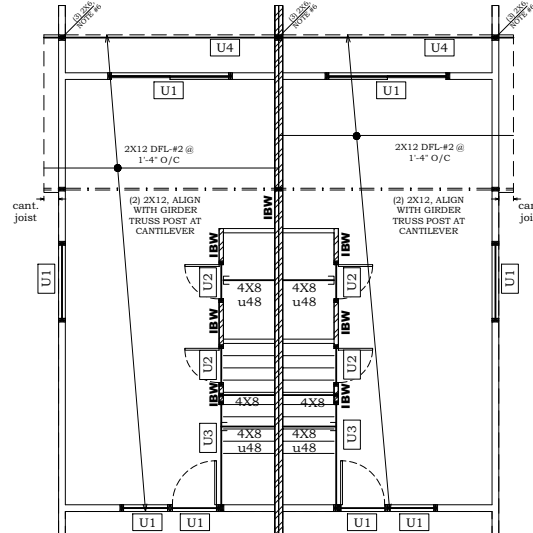 (3) 2X6,
NOTE #6
(3) 2X6,
NOTE #6
(3) 2X6,
NOTE #6
U4
U4
U1
U1
2X12 DFL-#2 @
1'-4" O/C
2X12 DFL-#2 @
1'-4" O/C
cant.
joist
(2) 2X12, ALIGN
WITH GIRDER
TRUSS POST AT
CANTILEVER
IBW
(2) 2X12, ALIGN
WITH GIRDER
TRUSS POST AT
CANTILEVER
IBW
IBW
U1
U1
U2
U2
4X8
u48
4X8
u48
IBW
IBW
U2
U2
IBW
IBW
4X8
4X8
U3
U3
4X8
u48
4X8
u48
U1
U1
U1
U1